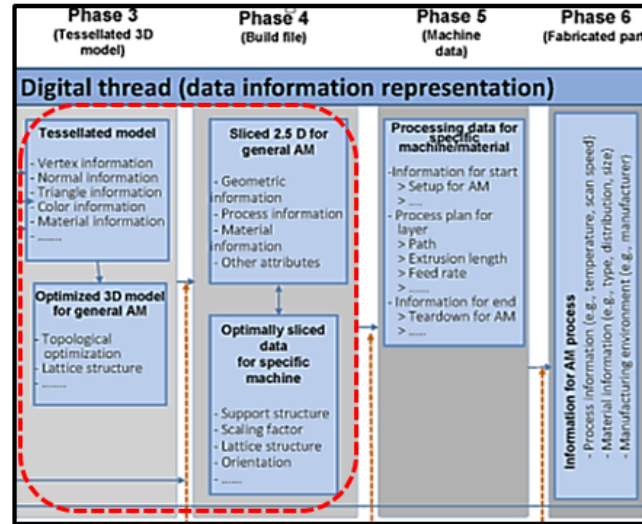 Phase 3
(Tessellated 3D
model)
Phase 4
(Build file)
Phase 5
(Machine
data)
Phase 6
(Fabricated part
Digital thread (data information representation)
Tessellated model
- Vertex information
- Normal information
- Triangle information
- Color information
- Material information
- .......
Optimized 3D model
for general AM
- Topological
optimization
- Lattice structure
- .......
Sliced 2.5 D for
general AM
- Geometric
information
- Process information
- Material
information
- Other attributes
Optimally sliced
data
for specific
machine
- Support structure
- Scaling factor
- Lattice structure
- Orientation
- .....
Processing data for
specific
machine/material
-Information for start
> Setup for AM
> .....
- Process plan for
layer
> Path
> Extrusion length
> Feed rate
> ......
- Information for end
> Teardown for AM
> .....
Information for AM process
- Process information (e.g., temperature, scan speed)
- Material information (e.g., type, distribution, size)
- Manufacturing environment (e.g., manufacturer)